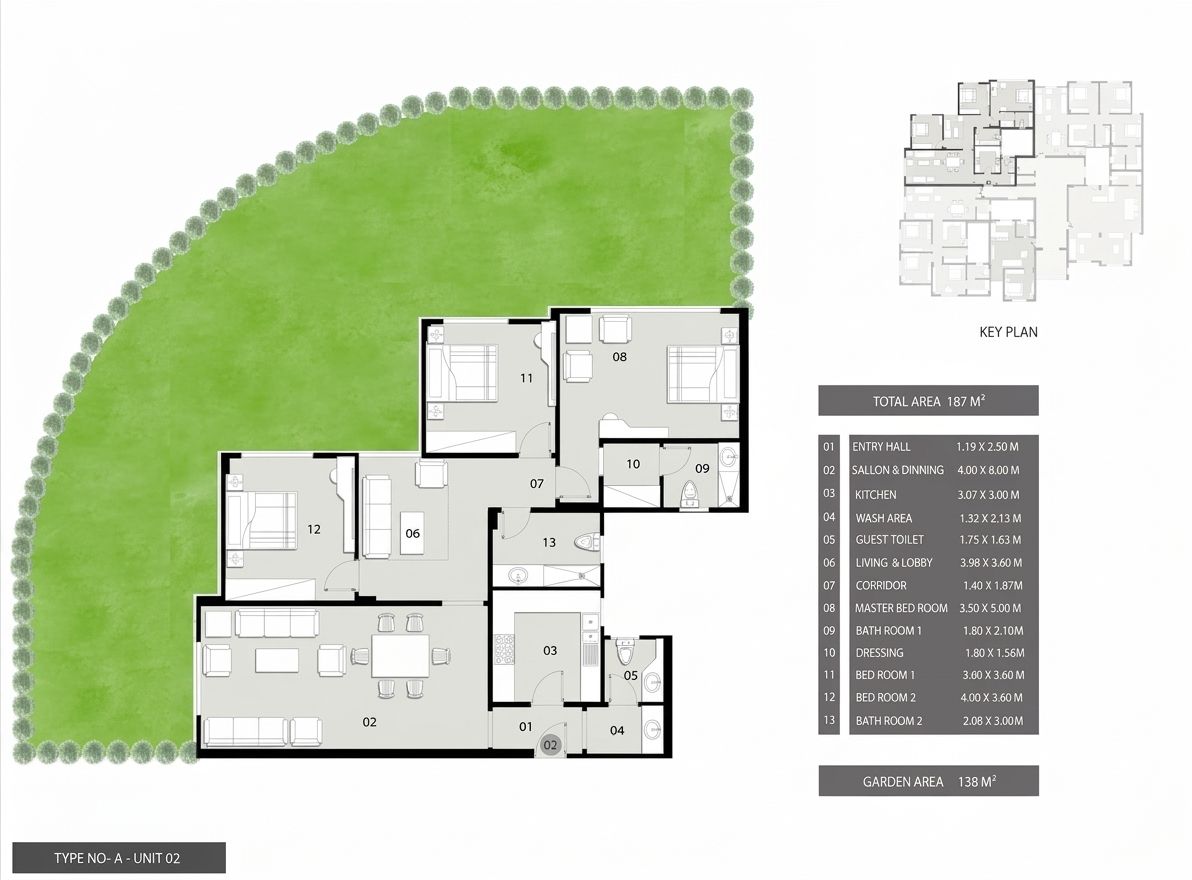 KEY PLAN
TOTAL AREA 187 M²
01 ENTRY HALL 1.19 X 2.50 M
02 SALLON & DINNING 4.00 X 8.00 M
03 KITCHEN 3.07 X 3.00 M
04 WASH AREA 1.32 X 2.13 M
05 GUEST TOILET 1.75 X 1.63 M
06 LIVING & LOBBY 3.98 X 3.60 M
07 CORRIDOR 1.40 X 1.87M
08 MASTER BED ROOM 3.50 X 5.00 M
09 BATH ROOM 1 1.80 X 2.10M
10 DRESSING 1.80 X 1.56M
11 BED ROOM 1 3.60 X 3.60 M
12 BED ROOM 2 4.00 X 3.60 M
13 BATH ROOM 2 2.08 X 3.00M
GARDEN AREA 138 M²
08
11
10
09
07
12
06
13
03
05
02
01
04
02
TYPE NO- A - UNIT 02